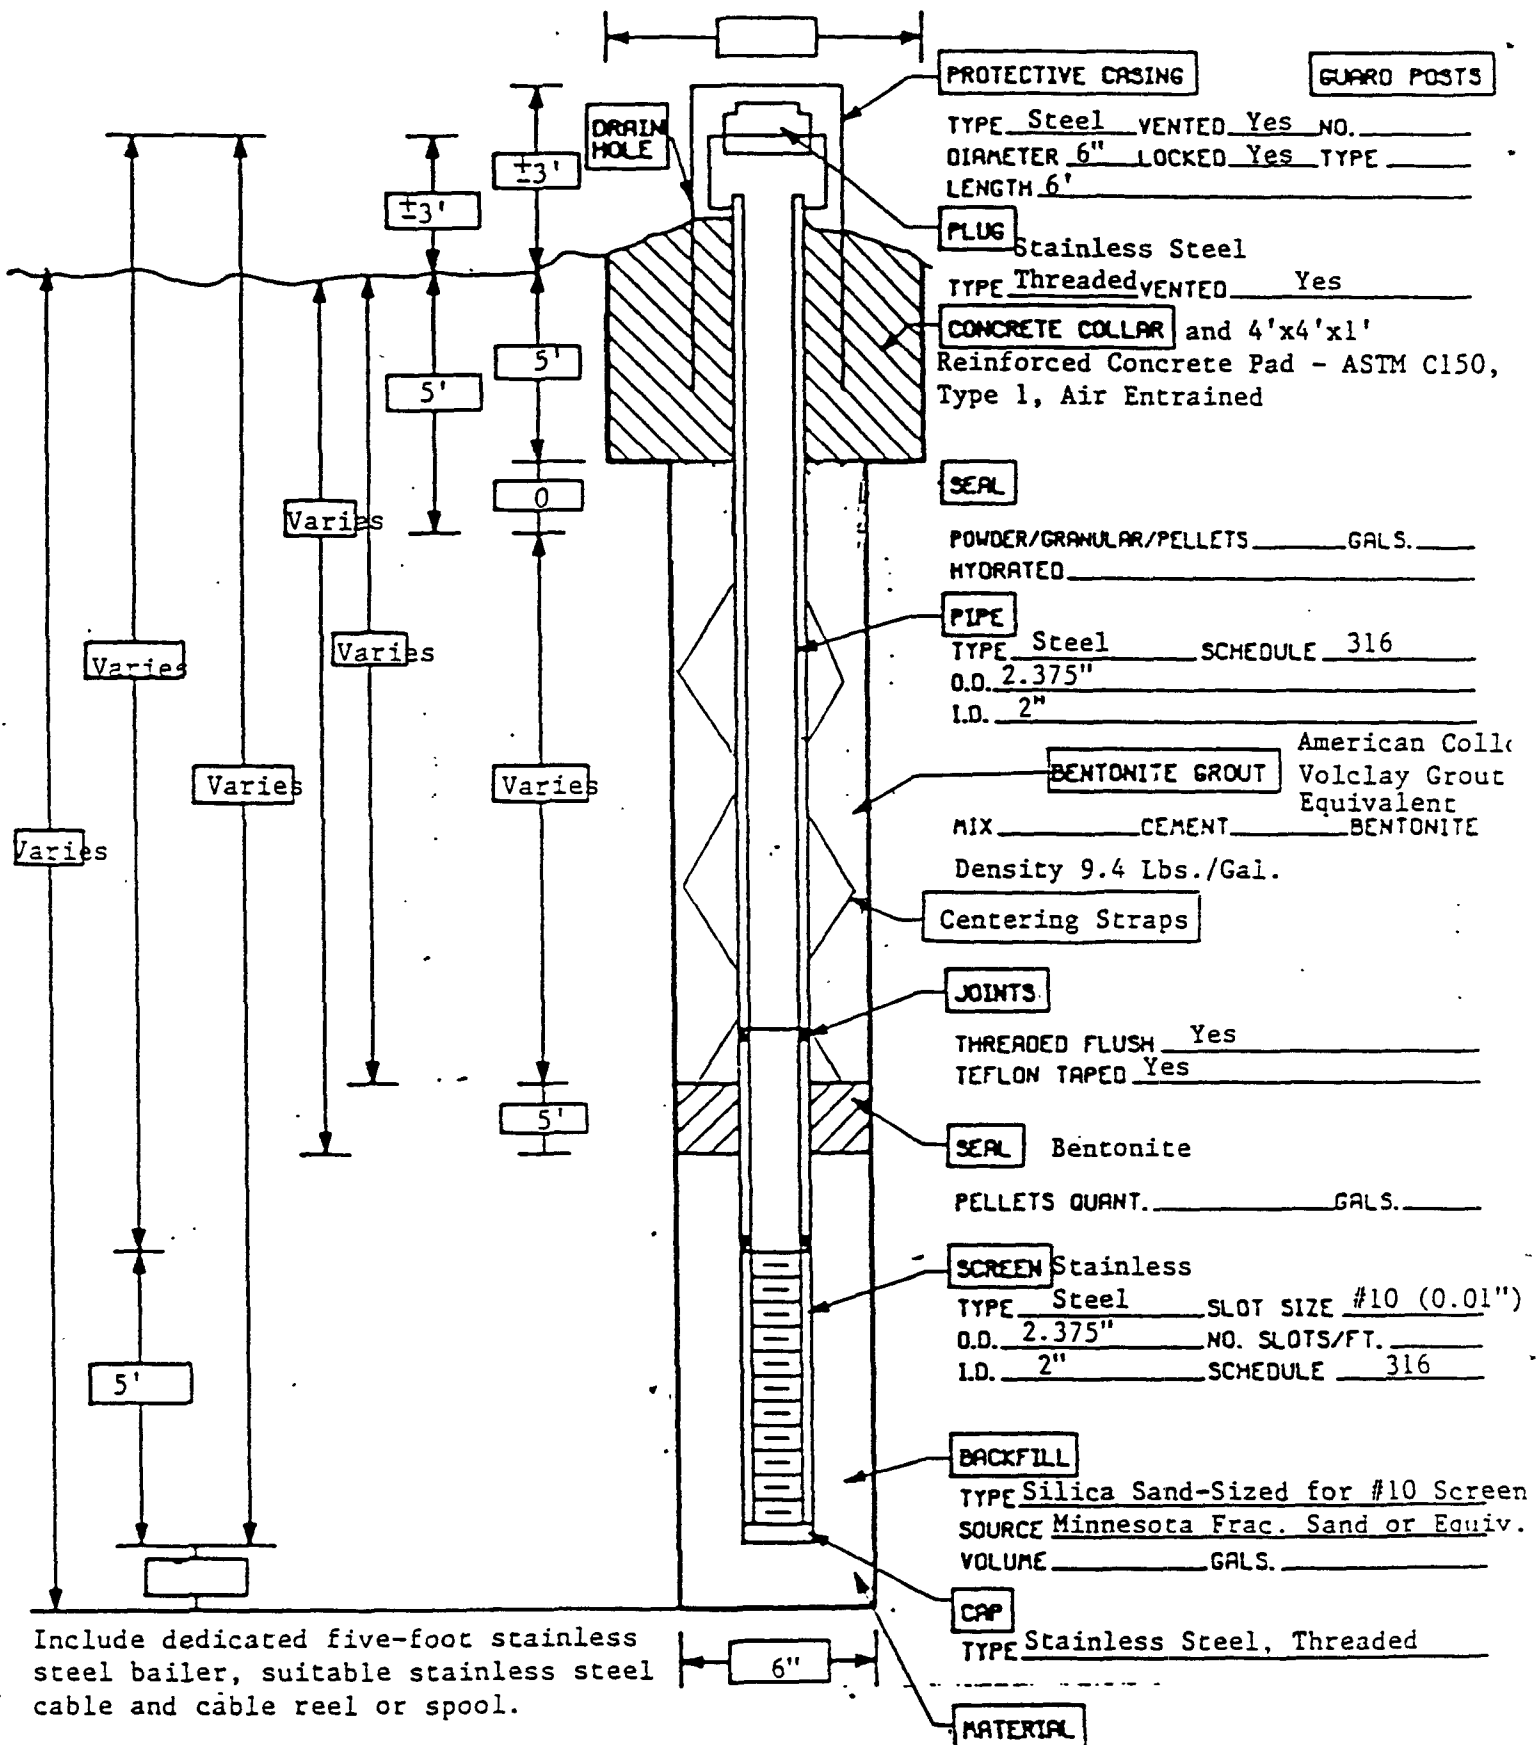 PROTECTIVE CASING GUARD POSTS
TYPE Steel VENTED Yes NO.
DIAMETER 6" LOCKED Yes TYPE
LENGTH 6'
DRAIN
HOLE
±3'
±3'
PLUG
Stainless Steel
TYPE Threaded VENTED Yes
CONCRETE COLLAR and 4'x4'x1'
Reinforced Concrete Pad - ASTM C150,
Type 1, Air Entrained
5'
5'
0
SEAL
POWDER/GRANULAR/PELLETS GALS.
HYDRATED
Varies
Varies
Varies
PIPE
TYPE Steel SCHEDULE 316
O.D. 2.375"
I.D. 2"
Varies
Varies
Varies
BENTONITE GROUT American
Volclay Grout
Equivalent
MIX CEMENT BENTONITE
Density 9.4 Lbs./Gal.
Centering Straps
JOINTS
THREADED FLUSH Yes
TEFLON TAPED Yes
5'
SEAL Bentonite
PELLETS QUANT. GALS.
SCREEN Stainless
TYPE Steel SLOT SIZE #10 (0.01")
O.D. 2.375" NO. SLOTS/FT.
I.D. 2" SCHEDULE 316
5'
BACKFILL
TYPE Silica Sand-Sized for #10 Screen
SOURCE Minnesota Frac. Sand or Equiv.
VOLUME GALS.
CAP
TYPE Stainless Steel, Threaded
6"
Include dedicated five-foot stainless
steel bailer, suitable stainless steel
cable and cable reel or spool.
MATERIAL